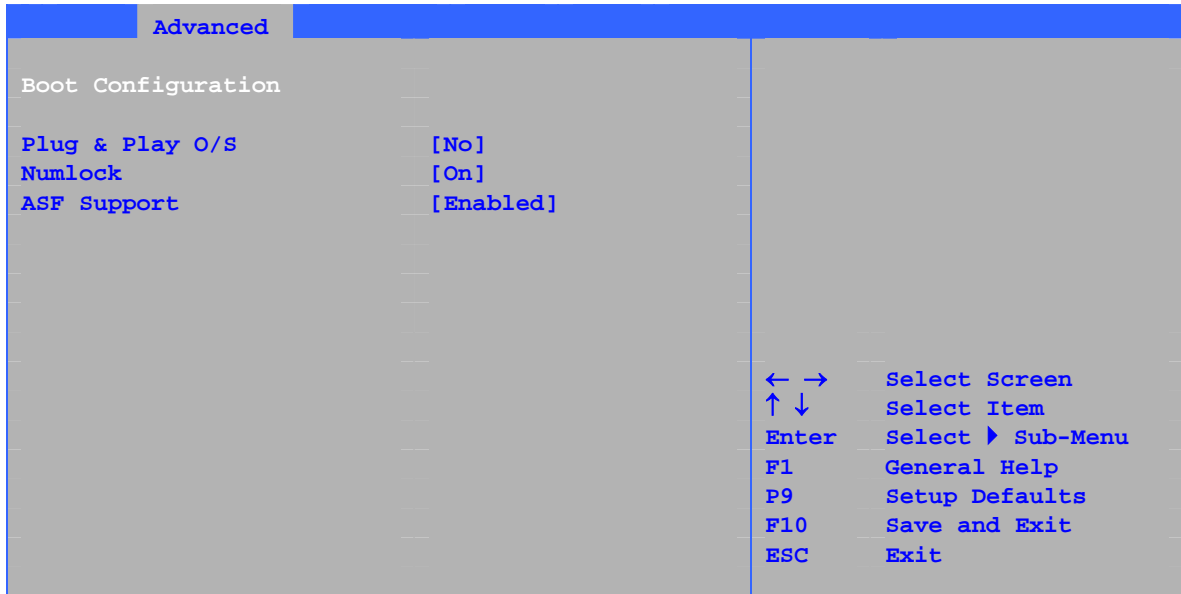 Advanced
Boot Configuration
Plug & Play O/S [No]
Numlock [On]
ASF Support [Enabled]
← → Select Screen
↑ ↓ Select Item
Enter Select ▶ Sub-Menu
F1 General Help
P9 Setup Defaults
F10 Save and Exit
ESC Exit